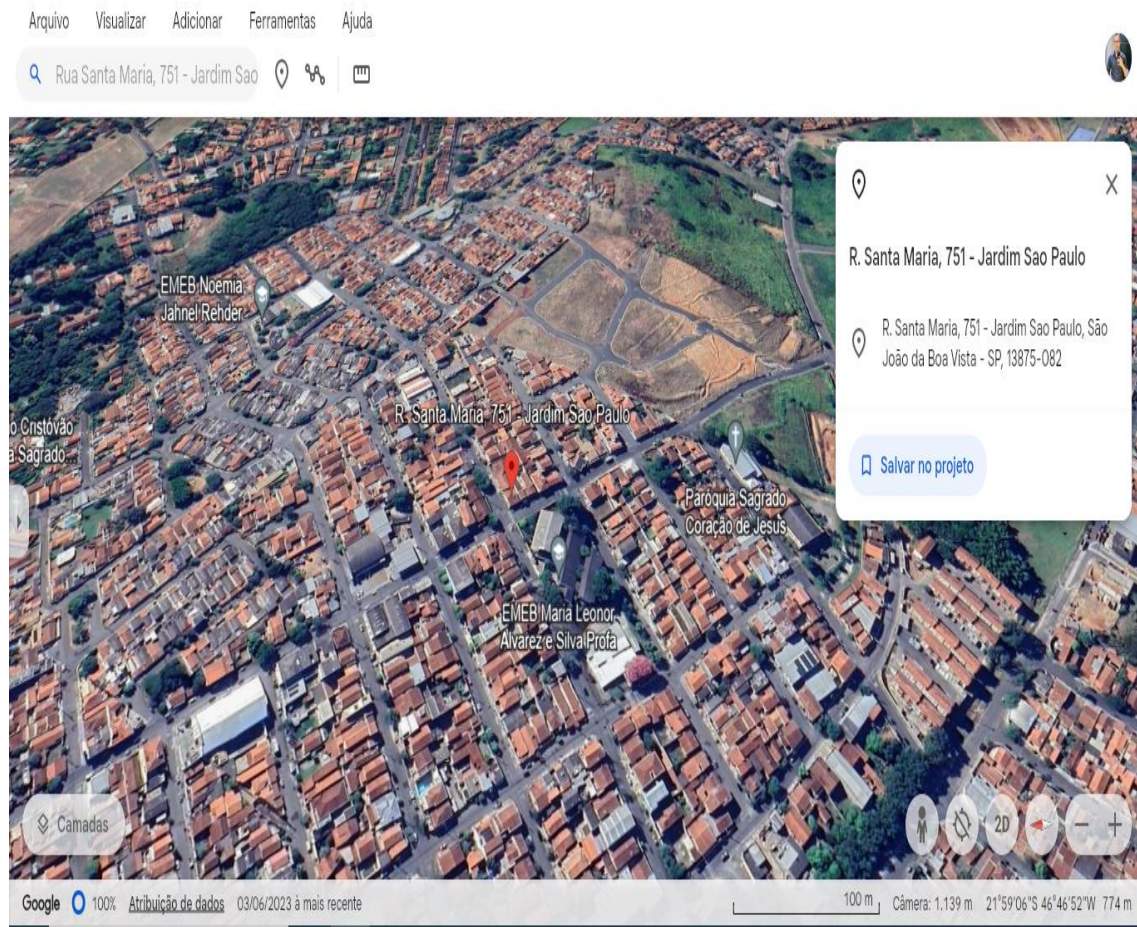 Arquivo Visualizar Adicionar Ferramentas Ajuda
Rua Santa Maria, 751 - Jardim Sao
R. Santa Maria, 751 - Jardim Sao Paulo
R. Santa Maria, 751 - Jardim Sao Paulo, São
João da Boa Vista - SP, 13875-082
Salvar no projeto
EMEB Noemia
Jahnel Rehder
R. Santa Maria, 751 - Jardim Sao Paulo
o Cristóvão
a Sagrado...
Paróquia Sagrado
Coração de Jesus
EMEB Maria Leonor
Alvarez e Silva Profa
Camadas
2D
Google 100% Atribuição de dados 03/06/2023 à mais recente
100 m Câmera: 1.139 m 21°59'06"S 46°46'52"W 774 m